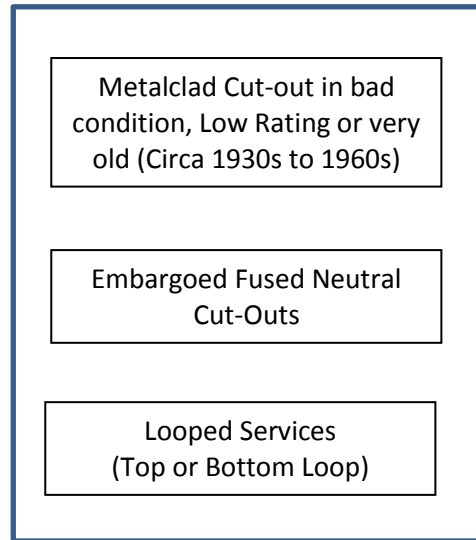 Metalclad Cut-out in bad
condition, Low Rating or very
old (Circa 1930s to 1960s)
Embargoed Fused Neutral
Cut-Outs
Looped Services
(Top or Bottom Loop)